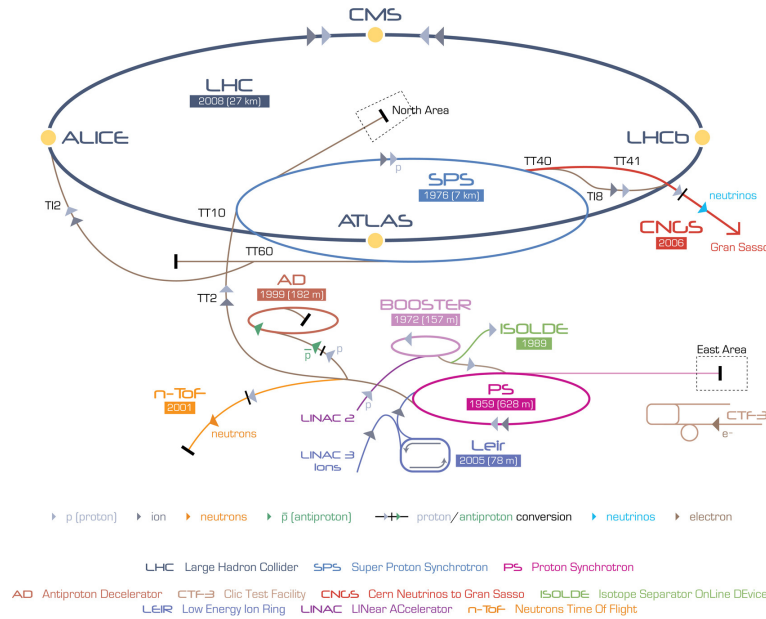 CMS
LHC
2008 (27 km)
North Area
ALICE
LHCb
TT40
TT41
p
SPS
1976 (7 km)
TI8
neutrinos
TI2
TT10
ATLAS
CNGS
2006
Gran Sasso
TT60
AD
1999 (182 m)
TT2
BOOSTER
1972 (157 m)
ISOLDE
1989
p̅
p
East Area
n-ToF
2001
PS
1959 (628 m)
LINAC 2
p
neutrons
CTF-3
e-
LINAC 3
Ions
Leir
2005 (78 m)
p (proton) ion neutrons p̅ (antiproton) proton/antiproton conversion neutrinos electron
LHC Large Hadron Collider SPS Super Proton Synchrotron PS Proton Synchrotron
AD Antiproton Decelerator CTF-3 Clic Test Facility CNGS Cern Neutrinos to Gran Sasso ISOLDE Isotope Separator OnLine DEvice
LEIR Low Energy Ion Ring LINAC LINear ACcelerator n-ToF Neutrons Time Of Flight